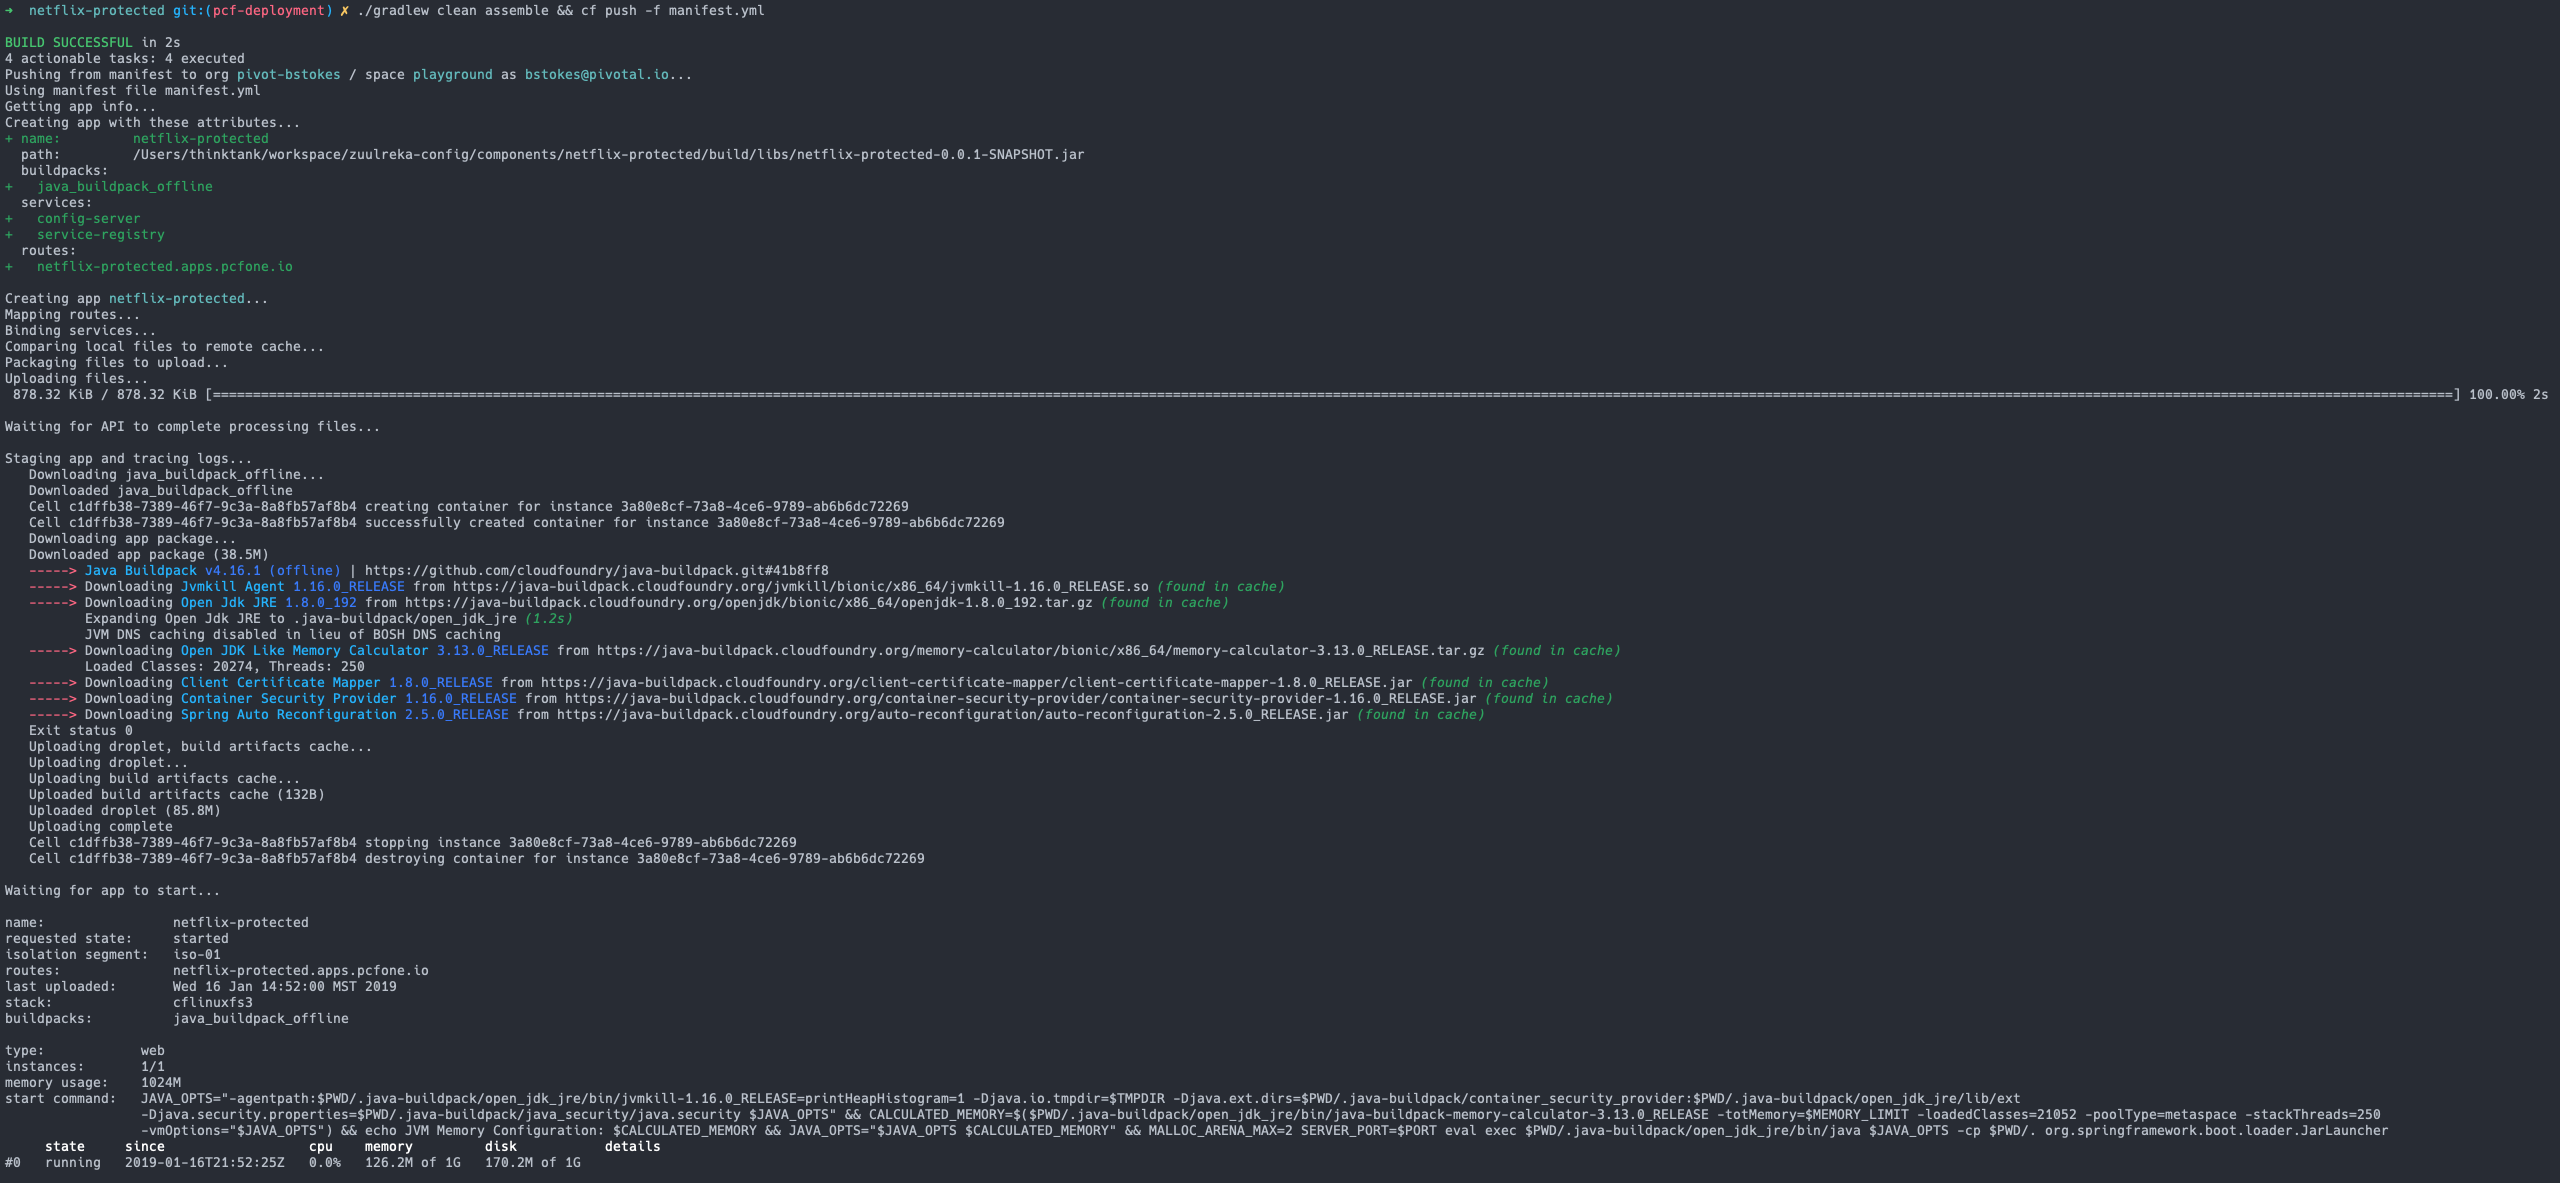 ➜  netflix-protected git:(pcf-deployment) ✗ ./gradlew clean assemble && cf push -f manifest.yml

BUILD SUCCESSFUL in 2s
4 actionable tasks: 4 executed
Pushing from manifest to org pivot-bstokes / space playground as bstokes@pivotal.io...
Using manifest file manifest.yml
Getting app info...
Creating app with these attributes...
+ name:         netflix-protected
  path:         /Users/thinktank/workspace/zuulreka-config/components/netflix-protected/build/libs/netflix-protected-0.0.1-SNAPSHOT.jar
  buildpacks:
+   java_buildpack_offline
  services:
+   config-server
+   service-registry
  routes:
+   netflix-protected.apps.pcfone.io

Creating app netflix-protected...
Mapping routes...
Binding services...
Comparing local files to remote cache...
Packaging files to upload...
Uploading files...
 878.32 KiB / 878.32 KiB [========================================] 100.00% 2s

Waiting for API to complete processing files...

Staging app and tracing logs...
   Downloading java_buildpack_offline...
   Downloaded java_buildpack_offline
   Cell c1dffb38-7389-46f7-9c3a-8a8fb57af8b4 creating container for instance 3a80e8cf-73a8-4ce6-9789-ab6b6dc72269
   Cell c1dffb38-7389-46f7-9c3a-8a8fb57af8b4 successfully created container for instance 3a80e8cf-73a8-4ce6-9789-ab6b6dc72269
   Downloading app package...
   Downloaded app package (38.5M)
   -----> Java Buildpack v4.16.1 (offline) | https://github.com/cloudfoundry/java-buildpack.git#41b8ff8
   -----> Downloading Jvmkill Agent 1.16.0_RELEASE from https://java-buildpack.cloudfoundry.org/jvmkill/bionic/x86_64/jvmkill-1.16.0_RELEASE.so (found in cache)
   -----> Downloading Open Jdk JRE 1.8.0_192 from https://java-buildpack.cloudfoundry.org/openjdk/bionic/x86_64/openjdk-1.8.0_192.tar.gz (found in cache)
          Expanding Open Jdk JRE to .java-buildpack/open_jdk_jre (1.2s)
          JVM DNS caching disabled in lieu of BOSH DNS caching
   -----> Downloading Open JDK Like Memory Calculator 3.13.0_RELEASE from https://java-buildpack.cloudfoundry.org/memory-calculator/bionic/x86_64/memory-calculator-3.13.0_RELEASE.tar.gz (found in cache)
          Loaded Classes: 20274, Threads: 250
   -----> Downloading Client Certificate Mapper 1.8.0_RELEASE from https://java-buildpack.cloudfoundry.org/client-certificate-mapper/client-certificate-mapper-1.8.0_RELEASE.jar (found in cache)
   -----> Downloading Container Security Provider 1.16.0_RELEASE from https://java-buildpack.cloudfoundry.org/container-security-provider/container-security-provider-1.16.0_RELEASE.jar (found in cache)
   -----> Downloading Spring Auto Reconfiguration 2.5.0_RELEASE from https://java-buildpack.cloudfoundry.org/auto-reconfiguration/auto-reconfiguration-2.5.0_RELEASE.jar (found in cache)
   Exit status 0
   Uploading droplet, build artifacts cache...
   Uploading droplet...
   Uploading build artifacts cache...
   Uploaded build artifacts cache (132B)
   Uploaded droplet (85.8M)
   Uploading complete
   Cell c1dffb38-7389-46f7-9c3a-8a8fb57af8b4 stopping instance 3a80e8cf-73a8-4ce6-9789-ab6b6dc72269
   Cell c1dffb38-7389-46f7-9c3a-8a8fb57af8b4 destroying container for instance 3a80e8cf-73a8-4ce6-9789-ab6b6dc72269

Waiting for app to start...

name:                netflix-protected
requested state:     started
isolation segment:   iso-01
routes:              netflix-protected.apps.pcfone.io
last uploaded:       Wed 16 Jan 14:52:00 MST 2019
stack:               cflinuxfs3
buildpacks:          java_buildpack_offline

type:            web
instances:       1/1
memory usage:    1024M
start command:   JAVA_OPTS="-agentpath:$PWD/.java-buildpack/open_jdk_jre/bin/jvmkill-1.16.0_RELEASE=printHeapHistogram=1 -Djava.io.tmpdir=$TMPDIR -Djava.ext.dirs=$PWD/.java-buildpack/container_security_provider:$PWD/.java-buildpack/open_jdk_jre/lib/ext
                 -Djava.security.properties=$PWD/.java-buildpack/java_security/java.security $JAVA_OPTS" && CALCULATED_MEMORY=$($PWD/.java-buildpack/open_jdk_jre/bin/java-buildpack-memory-calculator-3.13.0_RELEASE -totMemory=$MEMORY_LIMIT -loadedClasses=21052 -poolType=metaspace -stackThreads=250
                 -vmOptions="$JAVA_OPTS") && echo JVM Memory Configuration: $CALCULATED_MEMORY && JAVA_OPTS="$JAVA_OPTS $CALCULATED_MEMORY" && MALLOC_ARENA_MAX=2 SERVER_PORT=$PORT eval exec $PWD/.java-buildpack/open_jdk_jre/bin/java $JAVA_OPTS -cp $PWD/. org.springframework.boot.loader.JarLauncher
     state     since                  cpu    memory         disk           details
#0   running   2019-01-16T21:52:25Z   0.0%   126.2M of 1G   170.2M of 1G